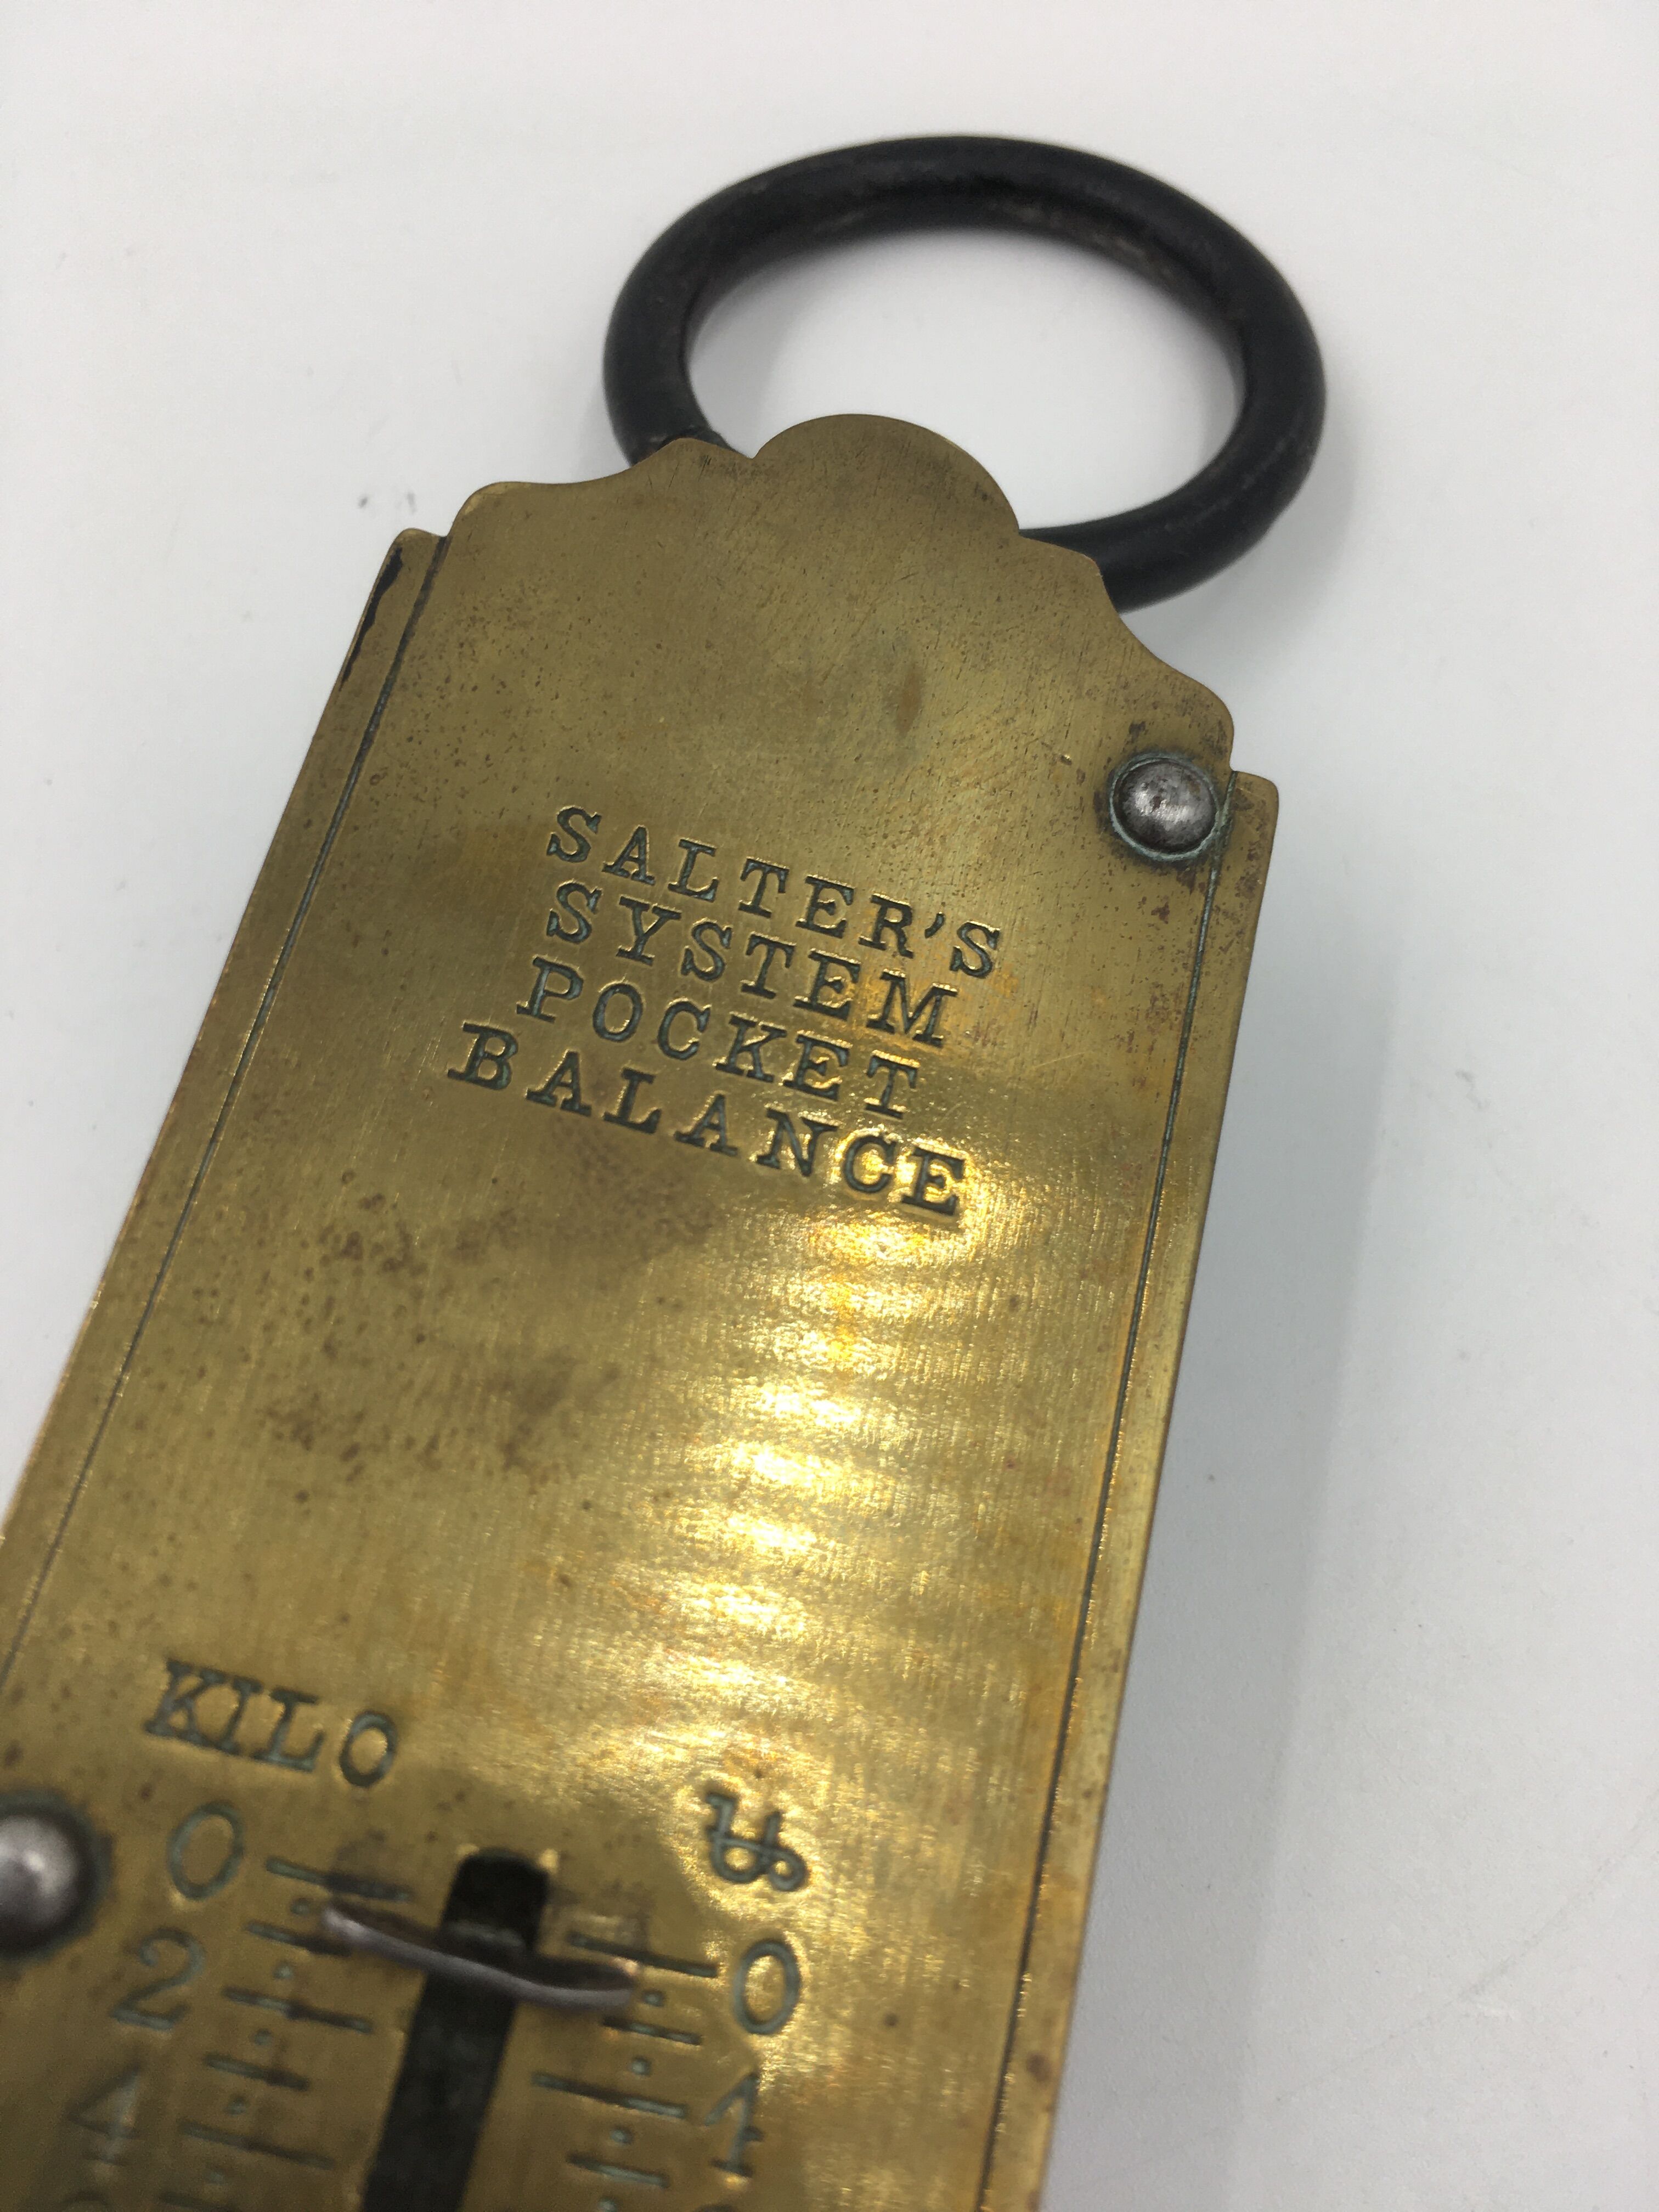 SALTER'S
SYSTEM
POCKET
BALANCE
KILO
0
0
2
4
1